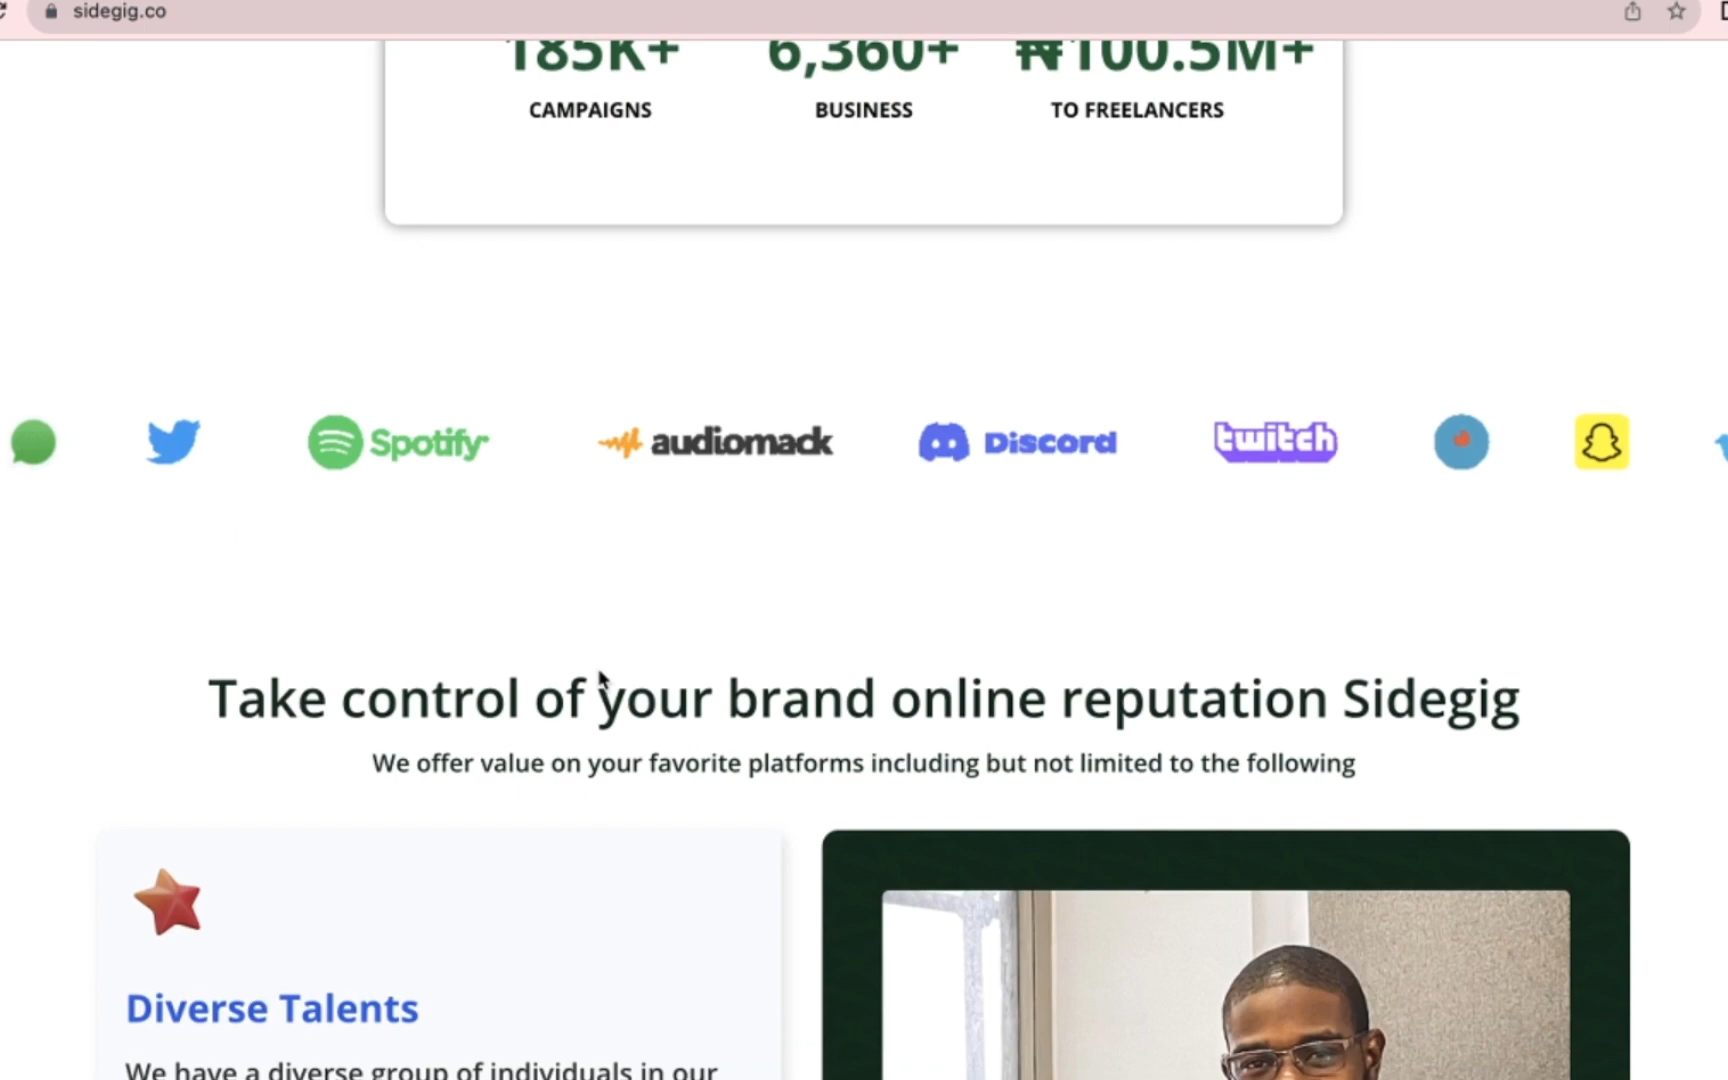 sidegig.co
185K+ 6,360+ ₦100.5M+
CAMPAIGNS BUSINESS TO FREELANCERS
Spotify audiomack Discord twitch
Take control of your brand online reputation Sidegig
We offer value on your favorite platforms including but not limited to the following
Diverse Talents
We have a diverse group of individuals in our